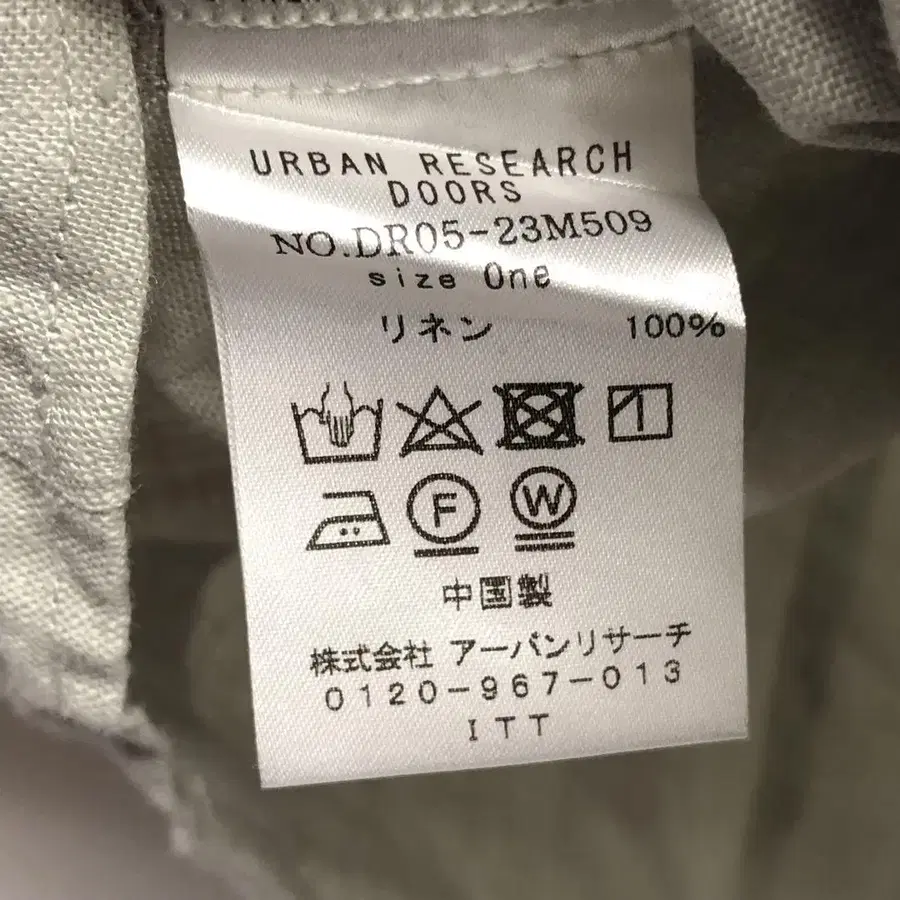 URBAN RESEARCH
DOORS
NO.DR05-23M509
size One
リネン 100%
F W
中国製
株式会社 アーバンリサーチ
0120-967-013
ITT